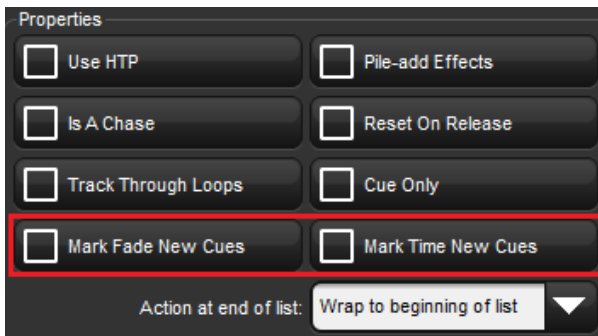 Properties
Use HTP
Pile-add Effects
Is A Chase
Reset On Release
Track Through Loops
Cue Only
Mark Fade New Cues
Mark Time New Cues
Action at end of list: Wrap to beginning of list